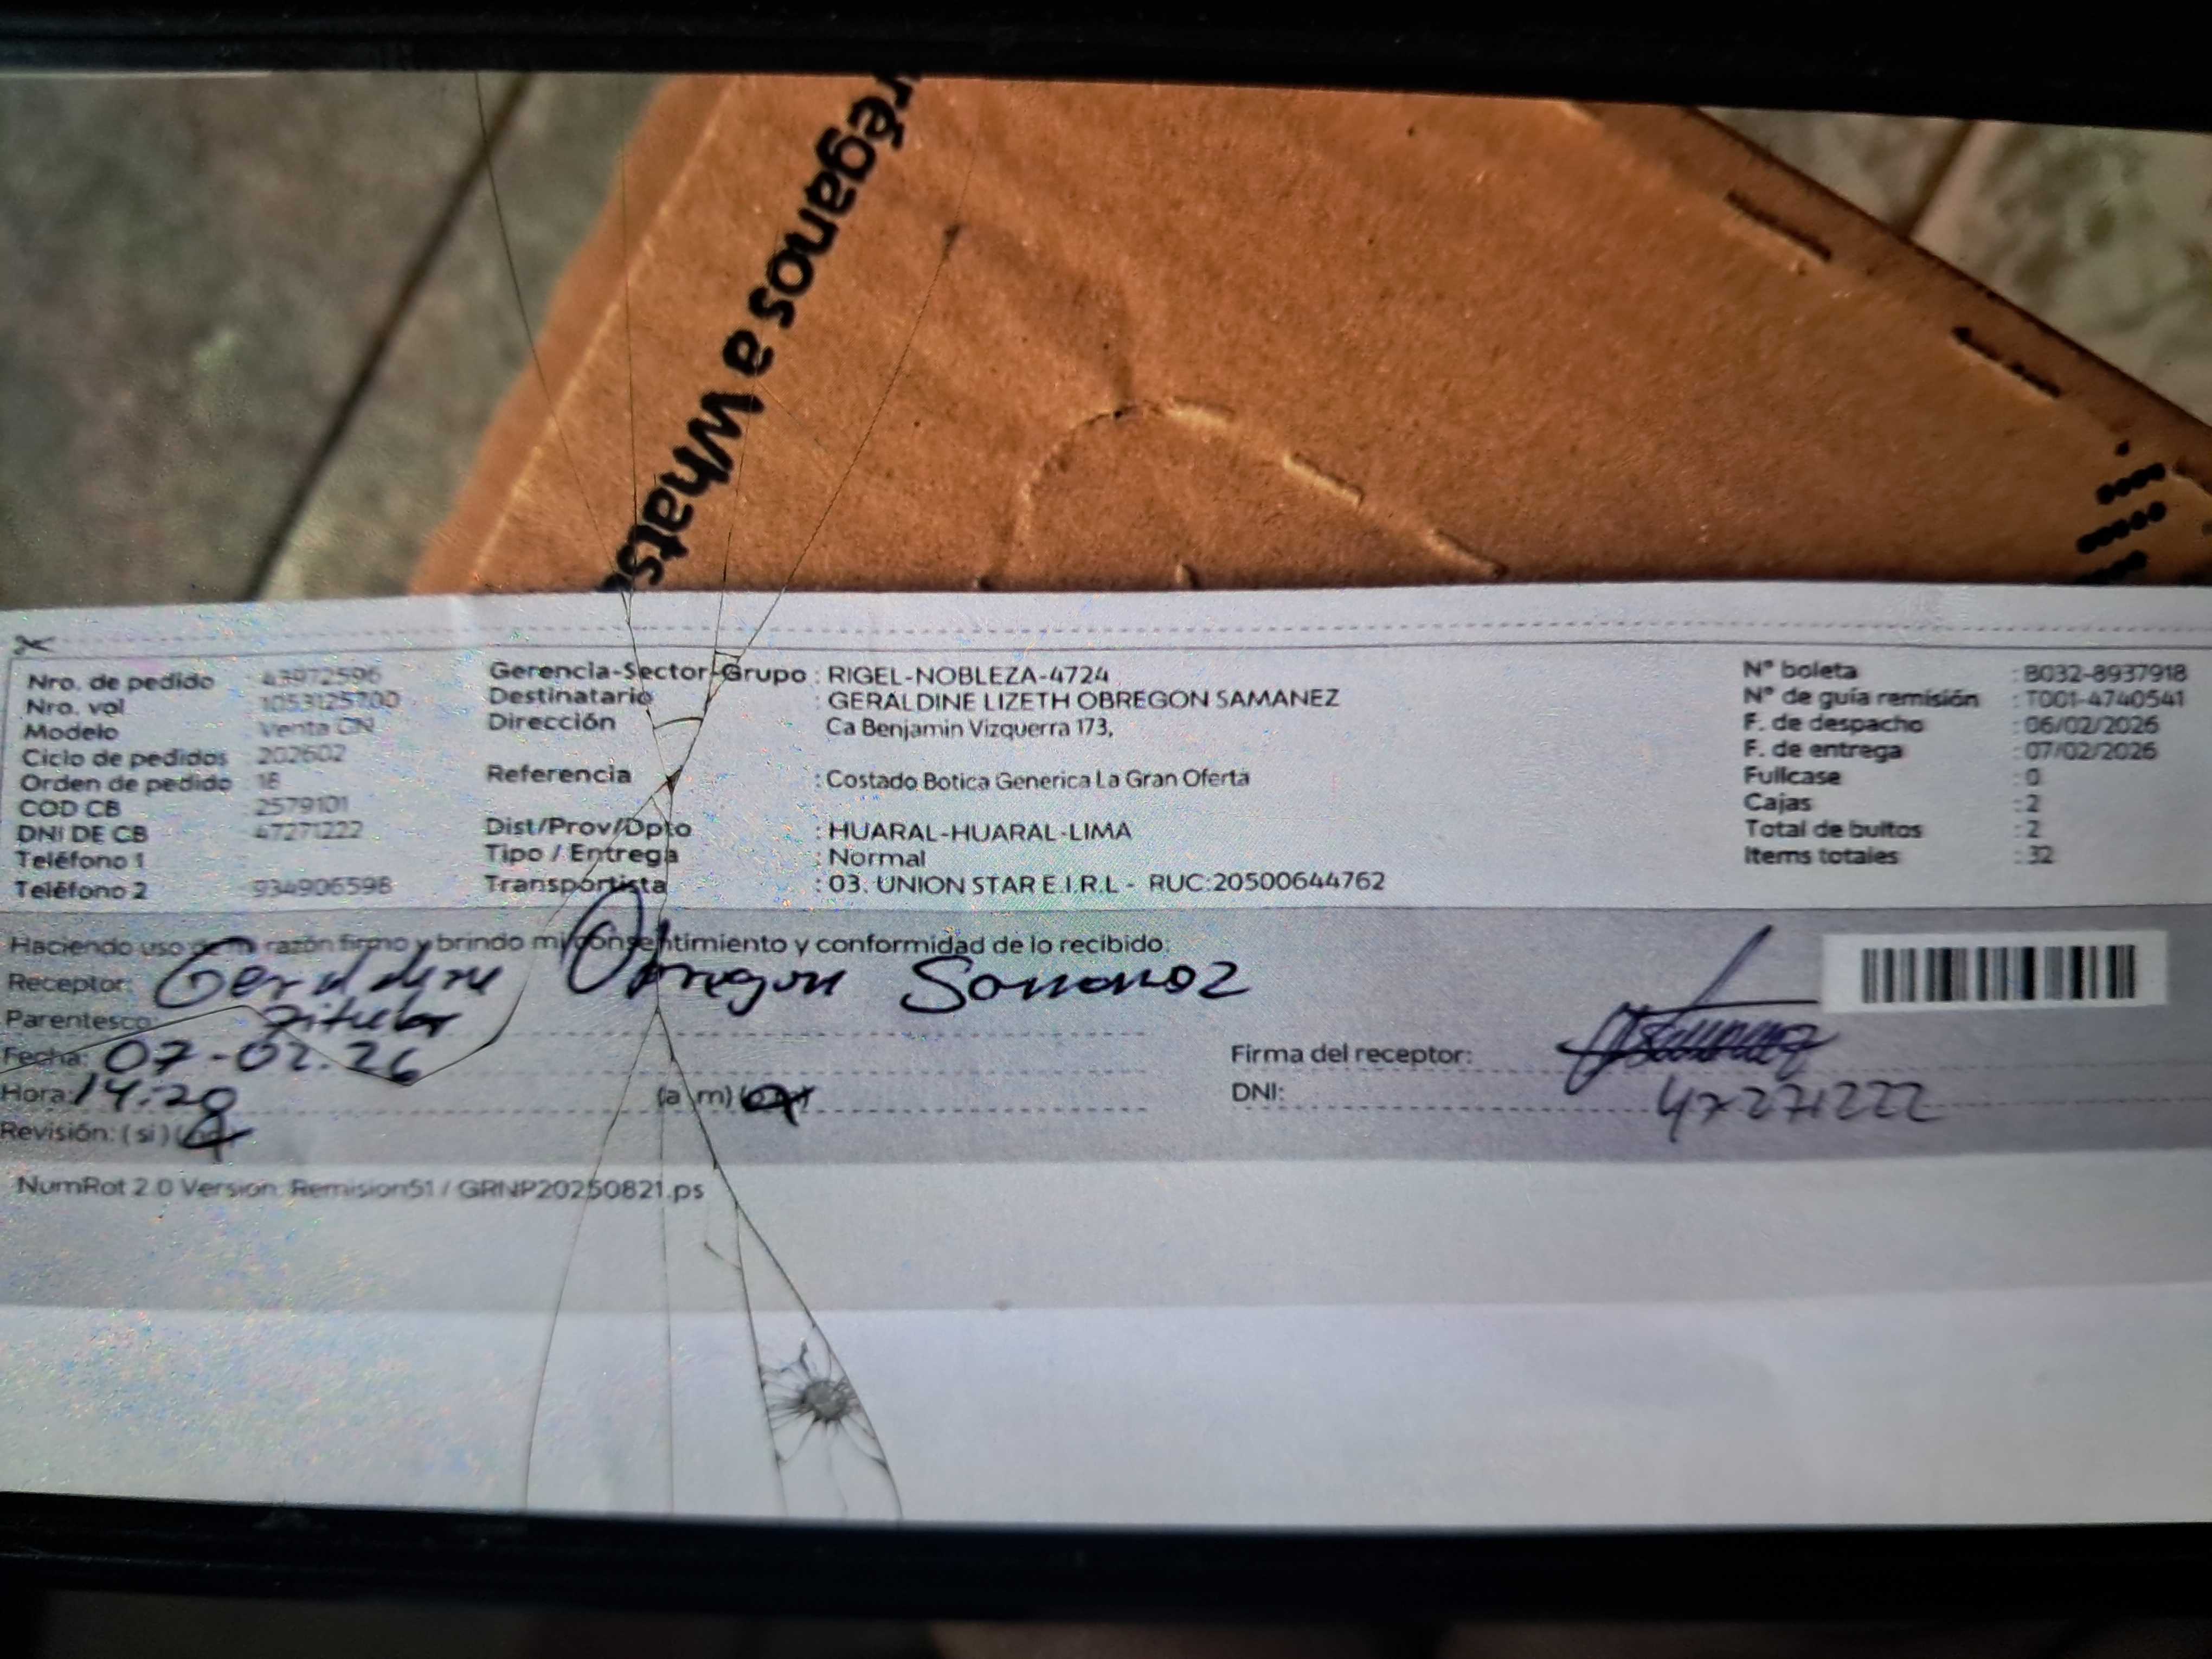 réganos a Whats
Nro. de pedido : 43972596
Nro. vol : 1053125700
Modelo : Venta CN
Ciclo de pedidos : 202602
Orden de pedido : 18
COD CB : 2579101
DNI DE CB : 47271222
Teléfono 1
Teléfono 2 : 934906598
Gerencia-Sector-Grupo : RIGEL-NOBLEZA-4724
Destinatario : GERALDINE LIZETH OBREGON SAMANEZ
Dirección : Ca Benjamin Vizquerra 173,
Referencia : Costado Botica Generica La Gran Oferta
Dist/Prov/Dpto : HUARAL-HUARAL-LIMA
Tipo / Entrega : Normal
Transportista : 03. UNION STAR E.I.R.L - RUC:20500644762
N° boleta : B032-8937918
N° de guía remisión : T001-4740541
F. de despacho : 06/02/2026
F. de entrega : 07/02/2026
Fullcase : 0
Cajas : 2
Total de bultos : 2
Items totales : 32
Haciendo uso de mi razón firmo y brindo mi consentimiento y conformidad de lo recibido:
Receptor: Geraldine Obregon Samanez
Parentesco: Titular
Fecha: 07-02.26
Hora: 14:28 (a m)
Revisión: ( si )
Firma del receptor:
DNI: 47271222
NumRot 2.0 Version: Remision51 / GRNP20250821.ps